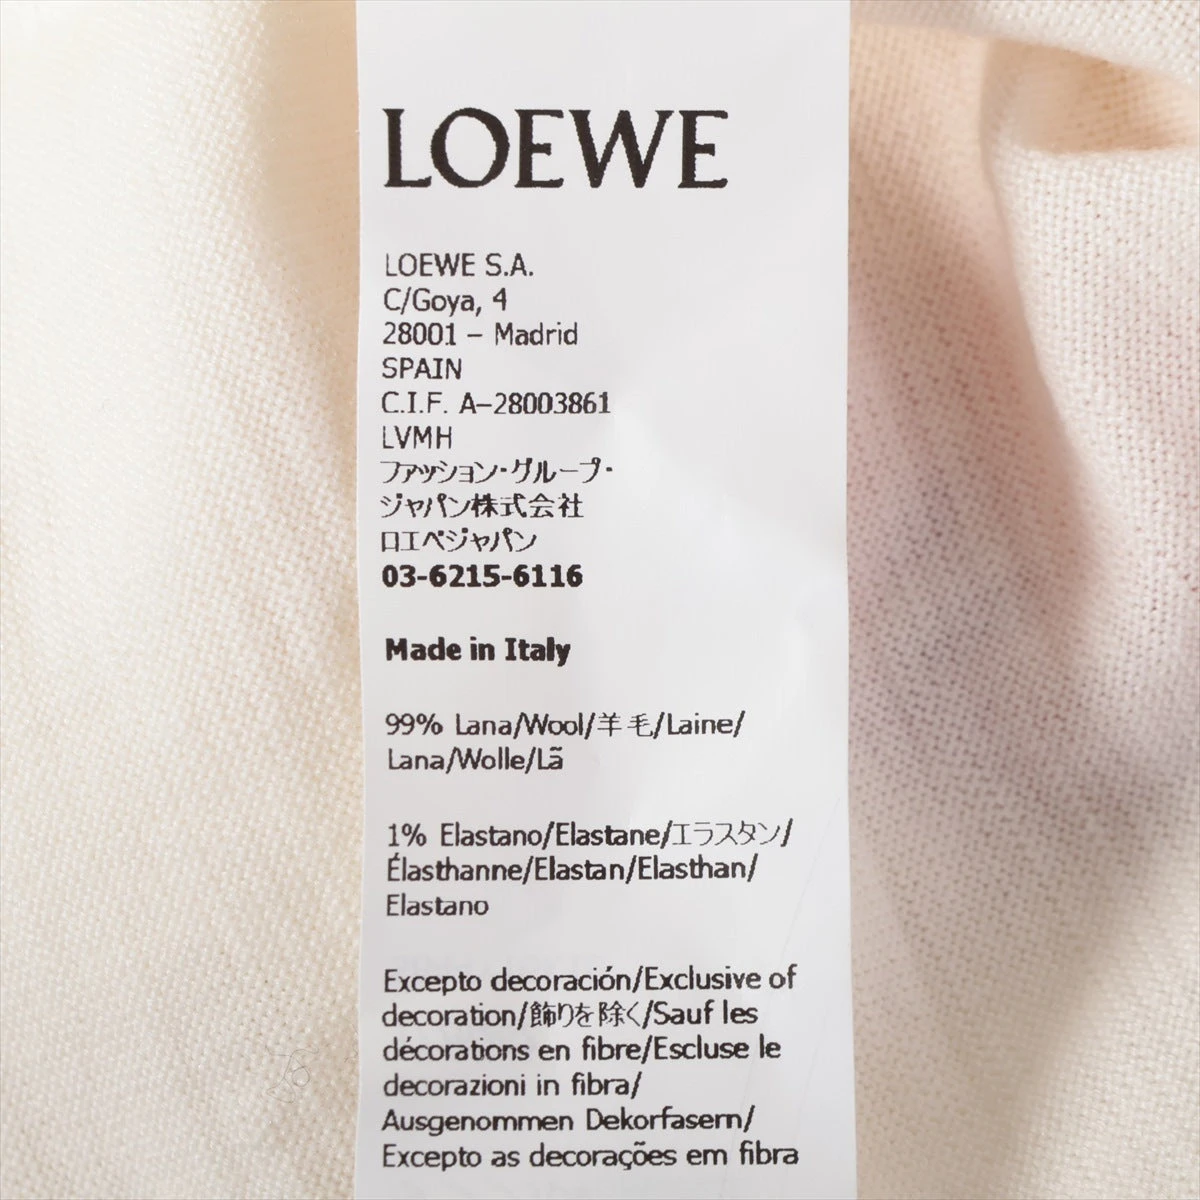 LOEWE
LOEWE S.A.
C/Goya, 4
28001 – Madrid
SPAIN
C.I.F. A–28003861
LVMH
ファッション・グループ・
ジャパン株式会社
ロエベジャパン
03-6215-6116
Made in Italy
99% Lana/Wool/羊毛/Laine/
Lana/Wolle/Lã
1% Elastano/Elastane/エラスタン/
Élasthanne/Elastan/Elasthan/
Elastano
Excepto decoración/Exclusive of
decoration/飾りを除く/Sauf les
décorations en fibre/Escluse le
decorazioni in fibra/
Ausgenommen Dekorfasern/
Excepto as decorações em fibra